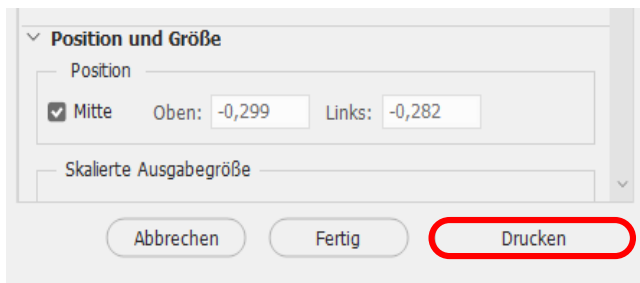 Position und Größe
Position
Mitte Oben: -0,299 Links: -0,282
Skalierte Ausgabegröße
Abbrechen Fertig Drucken